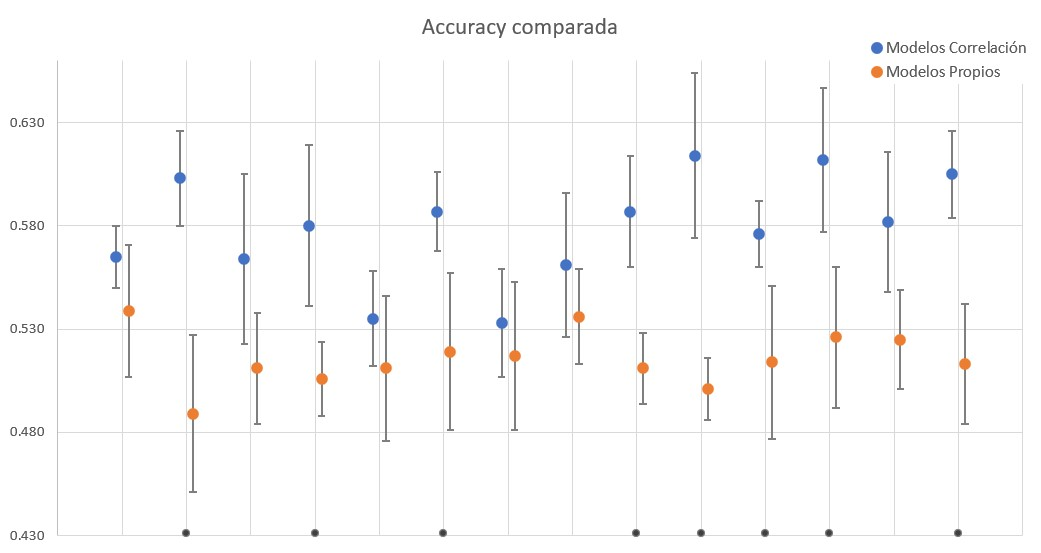 Accuracy comparada
Modelos Correlación
Modelos Propios
0.630
0.580
0.530
0.480
0.430